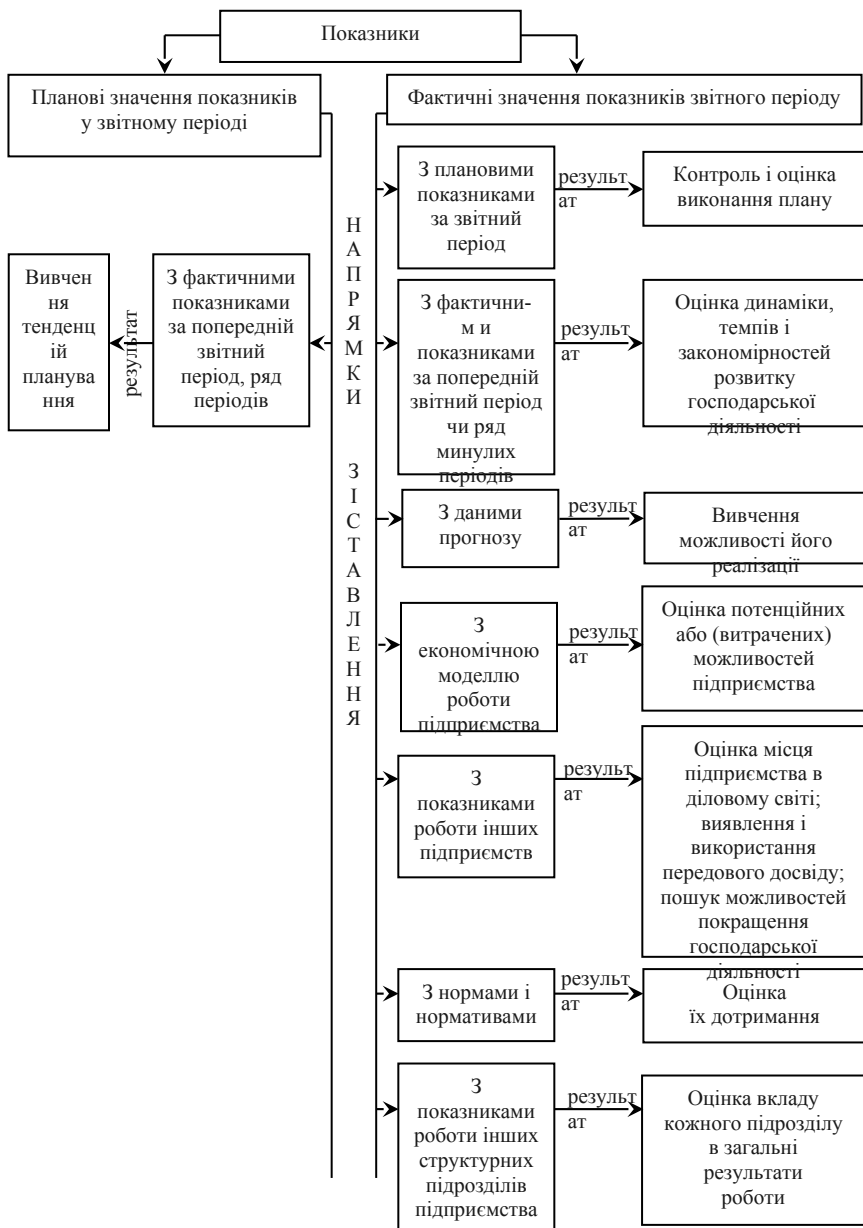 Показники
Планові значення показників
у звітному періоді
Фактичні значення показників звітного періоду
Н
А
П
Р
Я
М
К
И
З
І
С
Т
А
В
Л
Е
Н
Н
Я
З фактичними
показниками
за попередній
звітний
період, ряд
періодів
результат
Вивчен
ня
тенденц
ій
планува
ння
З плановими
показниками
за звітний
період
результ
ат
Контроль і оцінка
виконання плану
З фактични-
м и
показниками
за попередній
звітний період
чи ряд
минулих
періодів
результ
ат
Оцінка динаміки,
темпів і
закономірностей
розвитку
господарської
діяльності
З даними
прогнозу
результ
ат
Вивчення
можливості його
реалізації
З
економічною
моделлю
роботи
підприємства
результ
ат
Оцінка потенційних
або (витрачених)
можливостей
підприємства
З
показниками
роботи інших
підприємств
результ
ат
Оцінка місця
підприємства в
діловому світі;
виявлення і
використання
передового досвіду;
пошук можливостей
покращення
господарської
діяльності
З нормами і
нормативами
результ
ат
Оцінка
їх дотримання
З
показниками
роботи інших
структурних
підрозділів
підприємства
результ
ат
Оцінка вкладу
кожного підрозділу
в загальні
результати
роботи